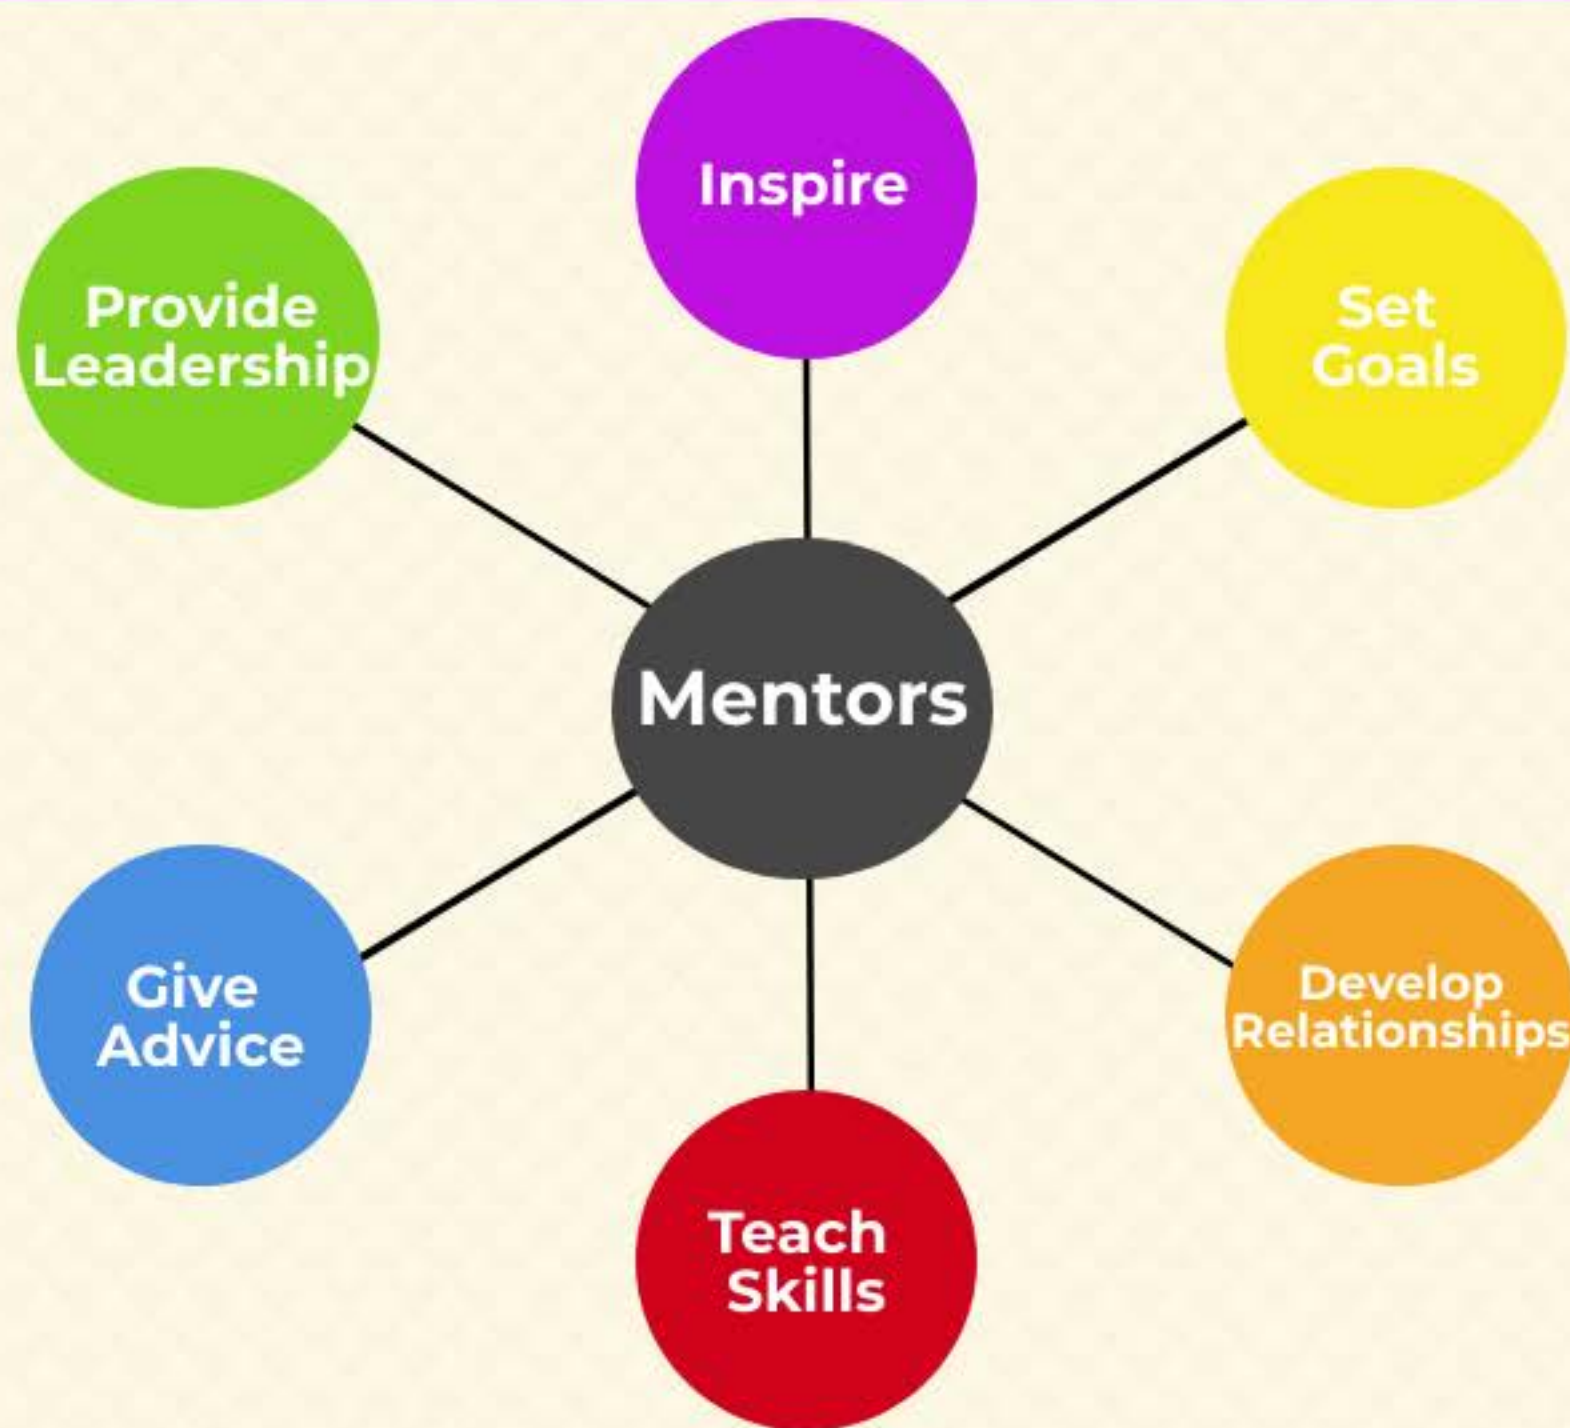 Inspire
Provide
Leadership
Set
Goals
Mentors
Give
Advice
Develop
Relationships
Teach
Skills